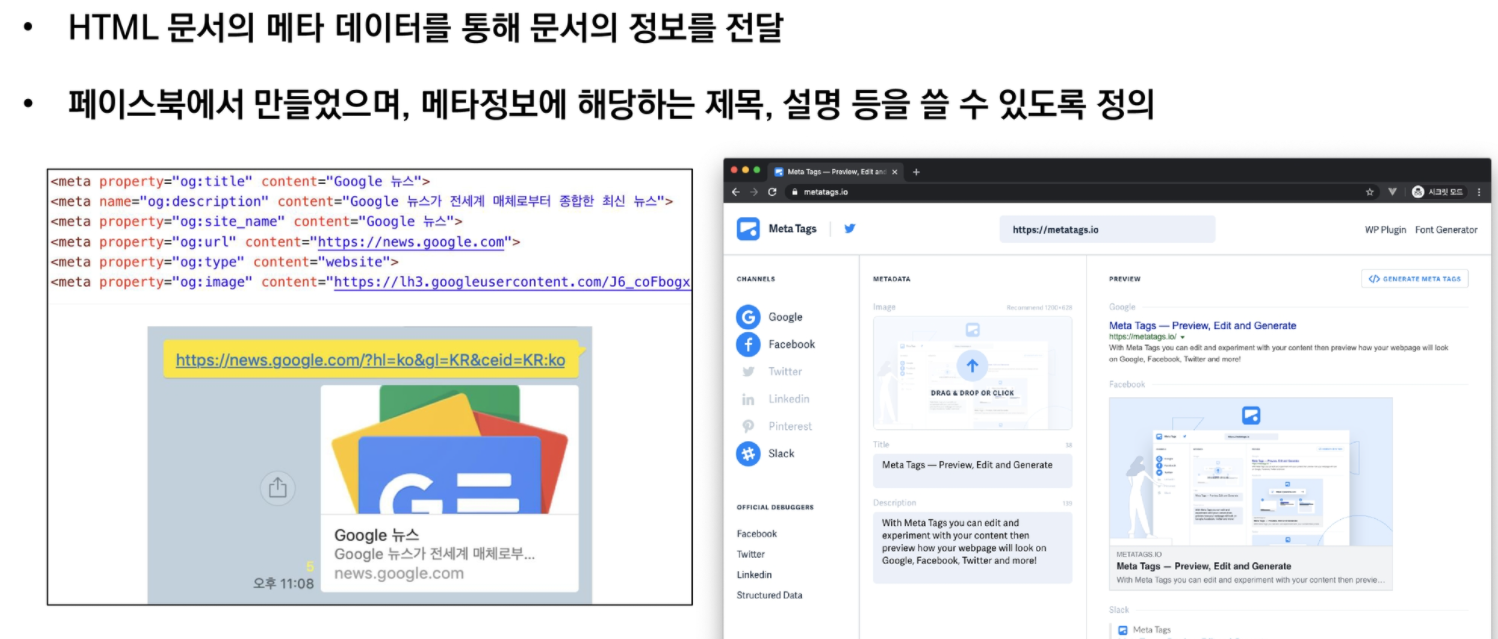 • HTML 문서의 메타 데이터를 통해 문서의 정보를 전달
• 페이스북에서 만들었으며, 메타정보에 해당하는 제목, 설명 등을 쓸 수 있도록 정의
<meta property="og:title" content="Google 뉴스">
<meta name="og:description" content="Google 뉴스가 전세계 매체로부터 종합한 최신 뉴스">
<meta property="og:site_name" content="Google 뉴스">
<meta property="og:url" content="https://news.google.com">
<meta property="og:type" content="website">
<meta property="og:image" content="https://lh3.googleusercontent.com/J6_coFbogx
https://news.google.com/?hl=ko&gl=KR&ceid=KR:ko
Google 뉴스
Google 뉴스가 전세계 매체로부...
news.google.com
5
오후 11:08
Meta Tags — Preview, Edit and
metatags.io
시크릿 모드
Meta Tags
https://metatags.io
WP Plugin Font Generator
CHANNELS
Google
Facebook
Twitter
Linkedin
Pinterest
Slack
OFFICIAL DEBUGGERS
Facebook
Twitter
Linkedin
Structured Data
METADATA
Image
Recommend 1200×628
DRAG & DROP OR CLICK
Title
Meta Tags — Preview, Edit and Generate
Description
With Meta Tags you can edit and
experiment with your content then
preview how your webpage will look on
Google, Facebook, Twitter and more!
PREVIEW
</> GENERATE META TAGS
Google
Meta Tags — Preview, Edit and Generate
https://metatags.io/
With Meta Tags you can edit and experiment with your content then preview how your webpage will look
on Google, Facebook, Twitter and more!
Facebook
METATAGS.IO
Meta Tags — Preview, Edit and Generate
With Meta Tags you can edit and experiment with your content then previe...
Slack
Meta Tags